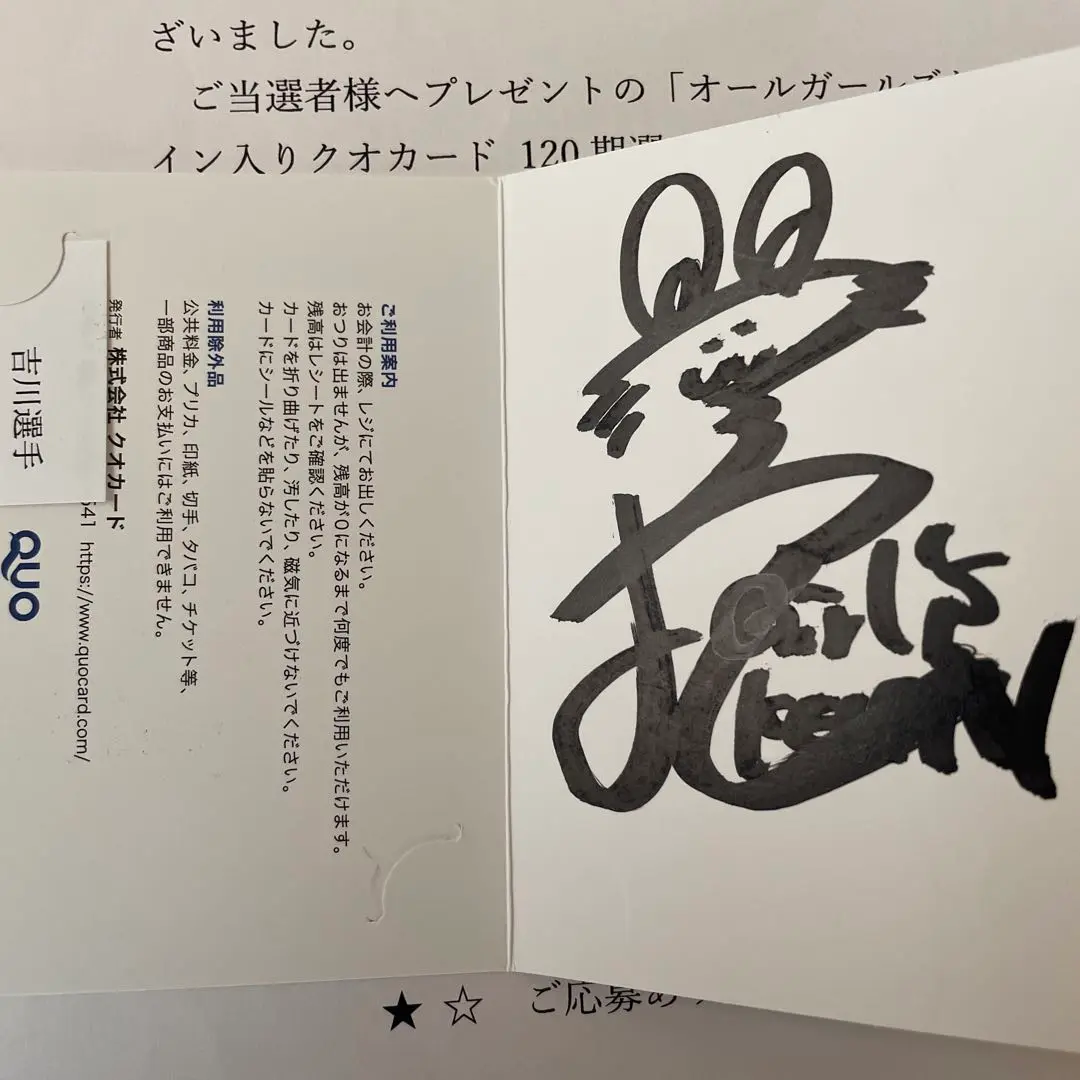 ざいました。
ご当選者様へプレゼントの「オールガールズ
イン入りクオカード 120 期選
ご利用案内
お会計の際、レジにてお出しください。
おつりは出ませんが、残高が0になるまで何度でもご利用いただけます。
残高はレシートをご確認ください。
カードを折り曲げたり、汚したり、磁気に近づけないでください。
カードにシールなどを貼らないでください。
利用除外品
公共料金、プリカ、印紙、切手、タバコ、チケット等、
一部商品のお支払いにはご利用できません。
発行者 株式会社 クオカード
541 https://www.quocard.com/
吉川選手
QUO
★ ☆ ご応募あ